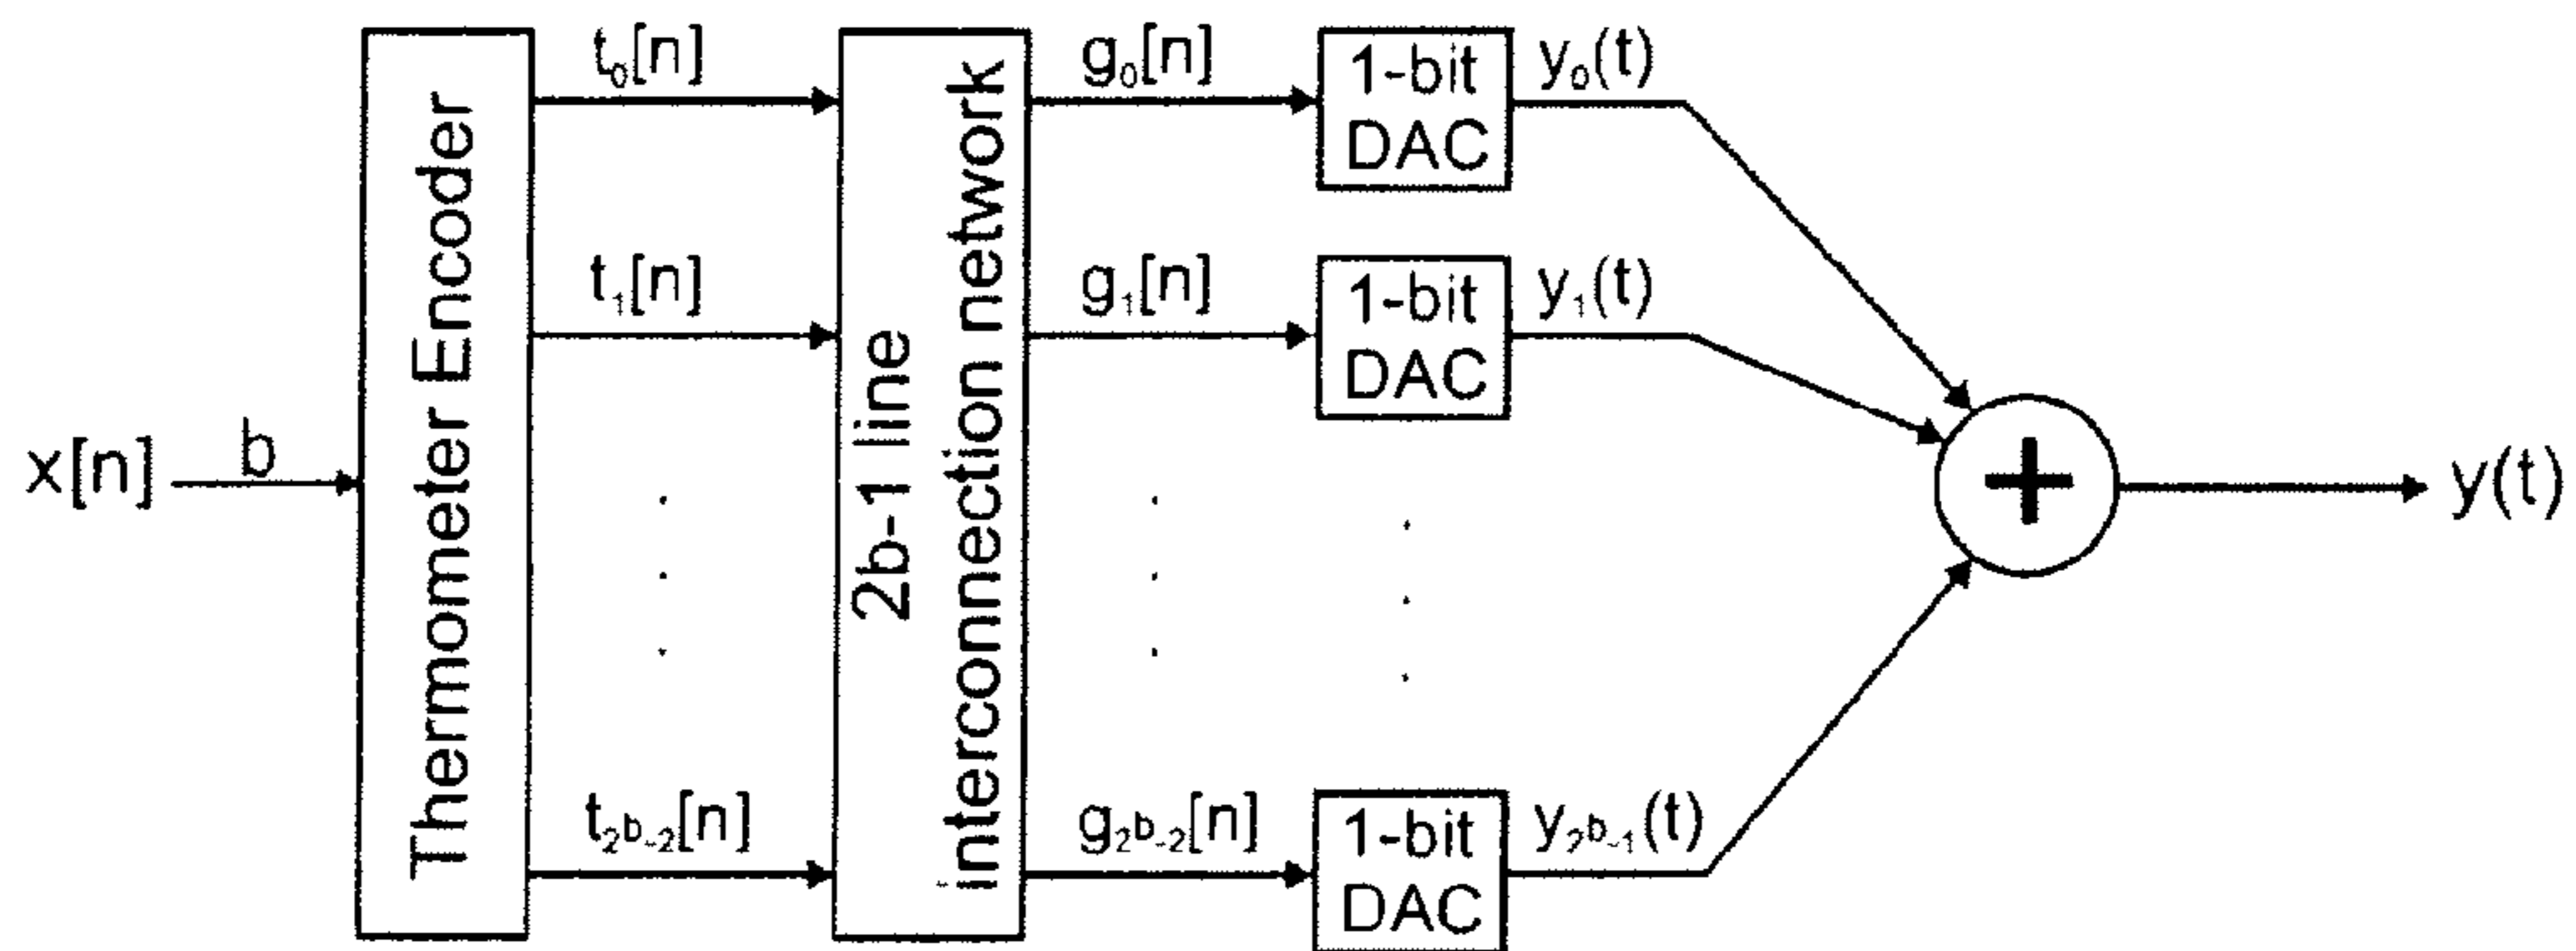 x[n]
b
Thermometer Encoder
t₀[n]
t₁[n]
t₂b₋₂[n]
2b-1 line
interconnection network
g₀[n]
g₁[n]
g₂b₋₂[n]
1-bit
DAC
1-bit
DAC
1-bit
DAC
y₀(t)
y₁(t)
y₂b₋₁(t)
+
y(t)